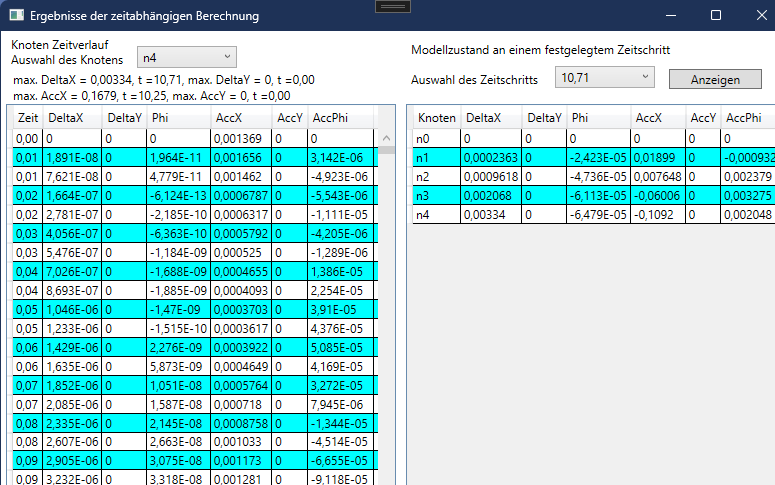 Ergebnisse der zeitabhängigen Berechnung
Knoten Zeitverlauf
Auswahl des Knotens n4
max. DeltaX = 0,00334, t =10,71, max. DeltaY = 0, t =0,00
max. AccX = 0,1679, t =10,25, max. AccY = 0, t =0,00
Zeit DeltaX DeltaY Phi AccX AccY AccPhi
0,00 0 0 0 0,001369 0 0
0,01 1,891E-08 0 1,964E-11 0,001656 0 3,142E-06
0,01 7,621E-08 0 4,779E-11 0,001462 0 -4,923E-06
0,02 1,664E-07 0 -6,124E-13 0,0006787 0 -5,543E-06
0,02 2,781E-07 0 -2,185E-10 0,0006317 0 -1,111E-05
0,03 4,056E-07 0 -6,363E-10 0,0005792 0 -4,205E-06
0,03 5,476E-07 0 -1,184E-09 0,000525 0 -1,289E-06
0,04 7,026E-07 0 -1,688E-09 0,0004655 0 1,386E-05
0,04 8,693E-07 0 -1,885E-09 0,0004093 0 2,254E-05
0,05 1,046E-06 0 -1,47E-09 0,0003703 0 3,91E-05
0,05 1,233E-06 0 -1,515E-10 0,0003617 0 4,376E-05
0,06 1,429E-06 0 2,276E-09 0,0003922 0 5,085E-05
0,06 1,635E-06 0 5,873E-09 0,0004649 0 4,169E-05
0,07 1,852E-06 0 1,051E-08 0,0005764 0 3,272E-05
0,07 2,085E-06 0 1,587E-08 0,000718 0 7,945E-06
0,08 2,335E-06 0 2,145E-08 0,0008758 0 -1,344E-05
0,08 2,607E-06 0 2,663E-08 0,001033 0 -4,514E-05
0,09 2,905E-06 0 3,075E-08 0,001173 0 -6,655E-05
0,09 3,232E-06 0 3,318E-08 0,001281 0 -9,118E-05
Modellzustand an einem festgelegtem Zeitschritt
Auswahl des Zeitschritts 10,71 Anzeigen
Knoten DeltaX DeltaY Phi AccX AccY AccPhi
n0 0 0 0 0 0 0
n1 0,0002363 0 -2,423E-05 0,01899 0 -0,000932
n2 0,0009618 0 -4,736E-05 0,007648 0 0,002379
n3 0,002068 0 -6,113E-05 -0,06006 0 0,003275
n4 0,00334 0 -6,479E-05 -0,1092 0 0,002048